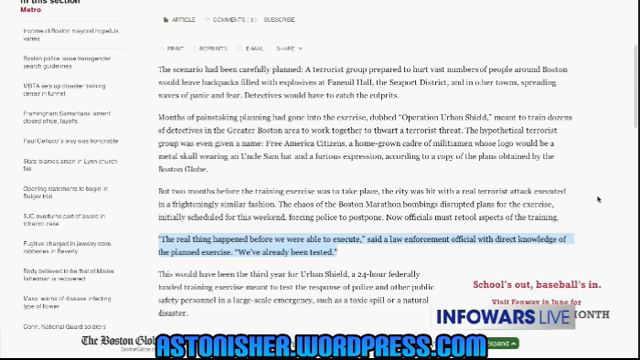 In this section
Metro
Income of Boston mayoral hopefuls varies
Boston police issue transgender search guidelines
MBTA sets up disaster training center in tunnel
Framingham Samaritans lament closed office, layoffs
Paul Cellucci's way was honorable
State blames arson in Lynn church fire
Opening statements to begin in Bulger trial
SJC overturns part of award in tobacco case
Fugitive charged in jewelry store robberies
Body believed to be that of Maine fisherman is recovered
Mass. warns of disease infecting type of flower
Conn. National Guard soldiers
ARTICLE COMMENTS ( 3 ) SUBSCRIBE
PRINT REPRINTS E-MAIL SHARE
The scenario had been carefully planned: A terrorist group prepared to hurt vast numbers of people around Boston
would leave backpacks filled with explosives at Faneuil Hall, the Seaport District, and in other towns, spreading
waves of panic and fear. Detectives would have to catch the culprits.
Months of painstaking planning had gone into the exercise, dubbed "Operation Urban Shield," meant to train dozens
of detectives in the Greater Boston area to work together to thwart a terrorist threat. The hypothetical terrorist
group was even given a name: Free America Citizens, a home-grown cadre of militiamen whose logo would be a
metal skull wearing an Uncle Sam hat and a furious expression, according to a copy of the plans obtained by the
Boston Globe.
But two months before the training exercise was to take place, the city was hit with a real terrorist attack executed
in a frighteningly similar fashion. The chaos of the Boston Marathon bombings disrupted plans for the exercise,
initially scheduled for this weekend, forcing police to postpone. Now officials must retool aspects of the training.
"The real thing happened before we were able to execute," said a law enforcement official with direct knowledge of
the planned exercise. "We've already been tested."
This would have been the third year for Urban Shield, a 24-hour federally
funded training exercise meant to test the response of police and other public
safety personnel in a large-scale emergency, such as a toxic spill or a natural
disaster.
School's out, baseball's in.
Visit Fenway in June for
MONTH
INFOWARS LIVE
The Boston Globe
Expand
ASTONISHER.WORDPRESS.COM